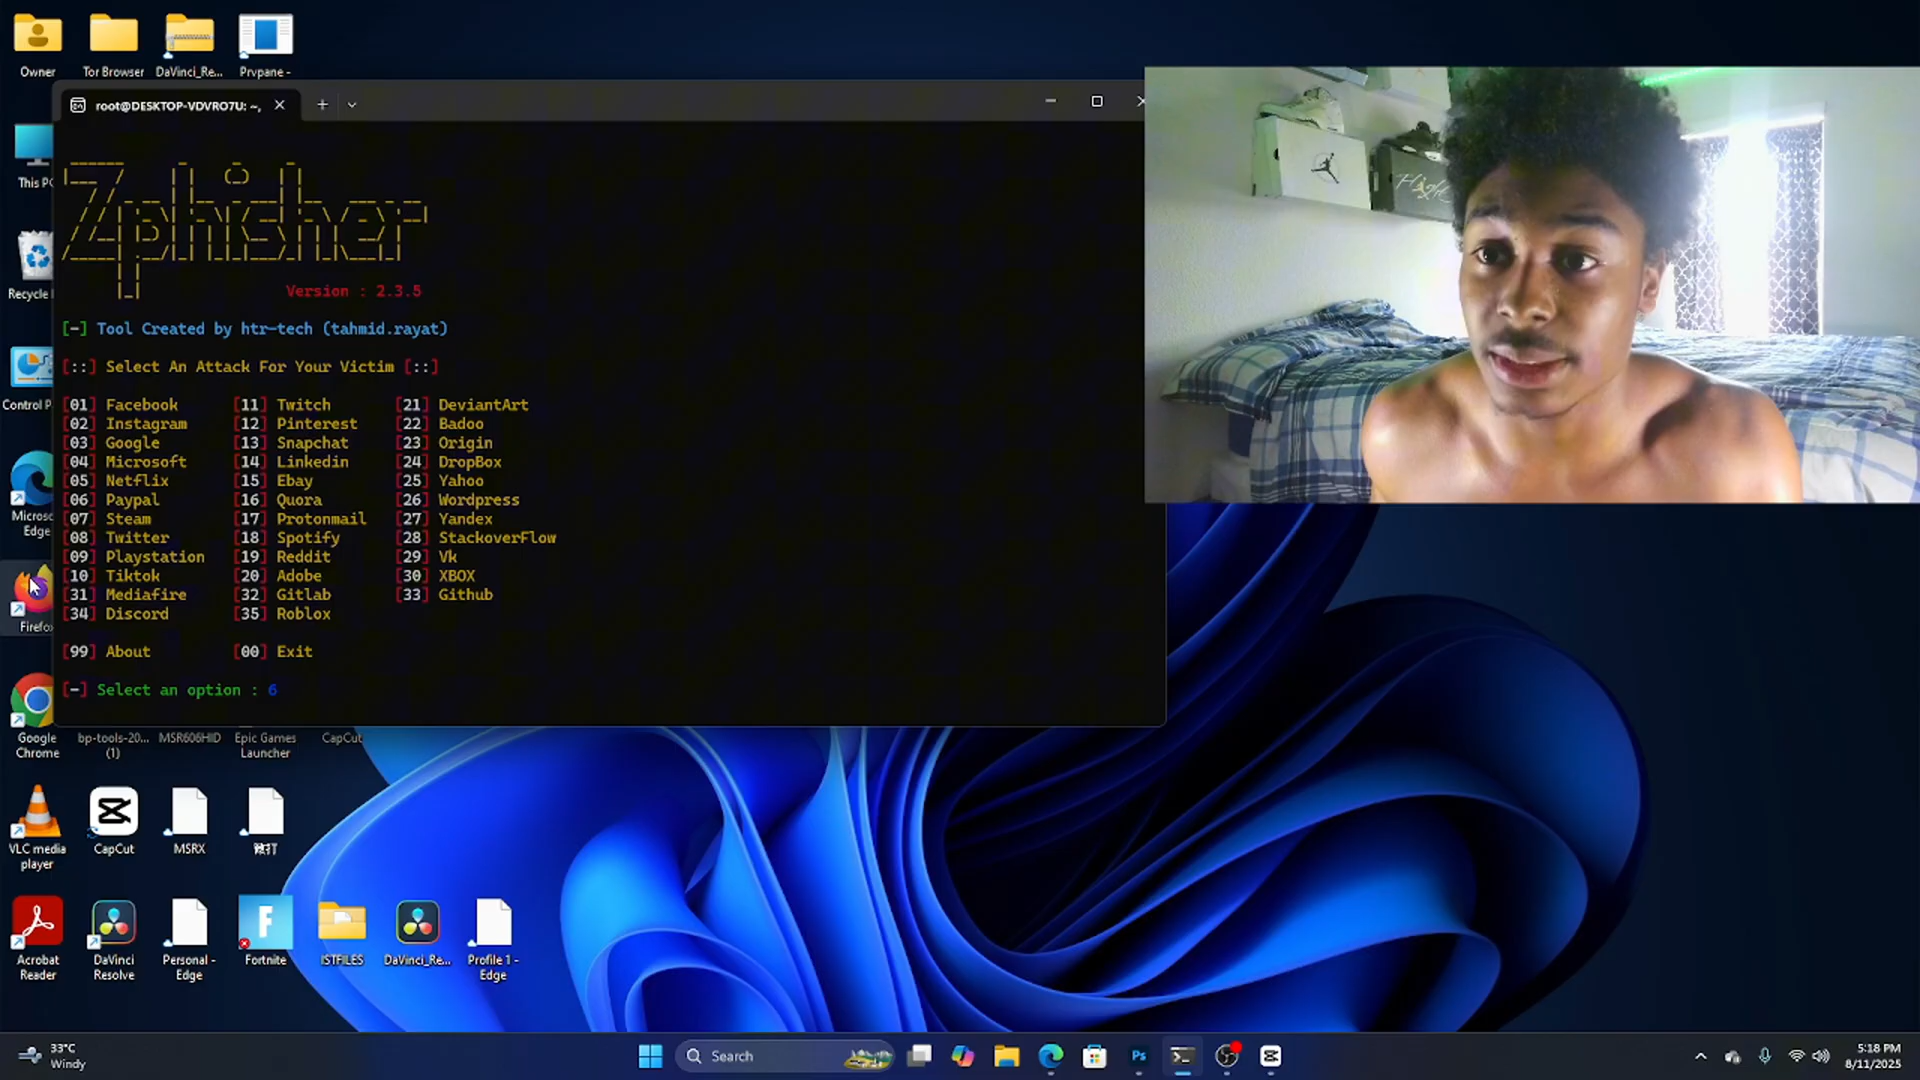 Owner
Tor Browser
DaVinci_Re...
Prvpane -
root@DESKTOP-VDVRO7U: ~,
This PC
Recycle
Control P
Microso
Edge
Firefox
Zphisher
Version : 2.3.5
[-] Tool Created by htr-tech (tahmid.rayat)
[::] Select An Attack For Your Victim [::]
[01] Facebook [11] Twitch [21] DeviantArt
[02] Instagram [12] Pinterest [22] Badoo
[03] Google [13] Snapchat [23] Origin
[04] Microsoft [14] Linkedin [24] DropBox
[05] Netflix [15] Ebay [25] Yahoo
[06] Paypal [16] Quora [26] Wordpress
[07] Steam [17] Protonmail [27] Yandex
[08] Twitter [18] Spotify [28] StackoverFlow
[09] Playstation [19] Reddit [29] Vk
[10] Tiktok [20] Adobe [30] XBOX
[31] Mediafire [32] Gitlab [33] Github
[34] Discord [35] Roblox
[99] About [00] Exit
[-] Select an option : 6
Google
Chrome
bp-tools-20...
(1)
MSR606HID
Epic Games
Launcher
CapCut
VLC media
player
CapCut
MSRX
Acrobat
Reader
DaVinci
Resolve
Personal -
Edge
F
Fortnite
ISTFILES
DaVinci_Re...
Profile 1 -
Edge
33°C
Windy
Search
Ps
5:18 PM
8/11/2025